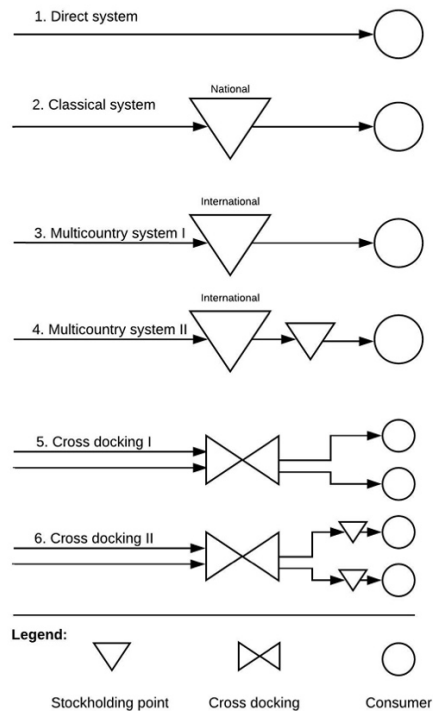 1. Direct system
National
2. Classical system
International
3. Multicountry system I
International
4. Multicountry system II
5. Cross docking I
6. Cross docking II
Legend:
Stockholding point Cross docking Consumer